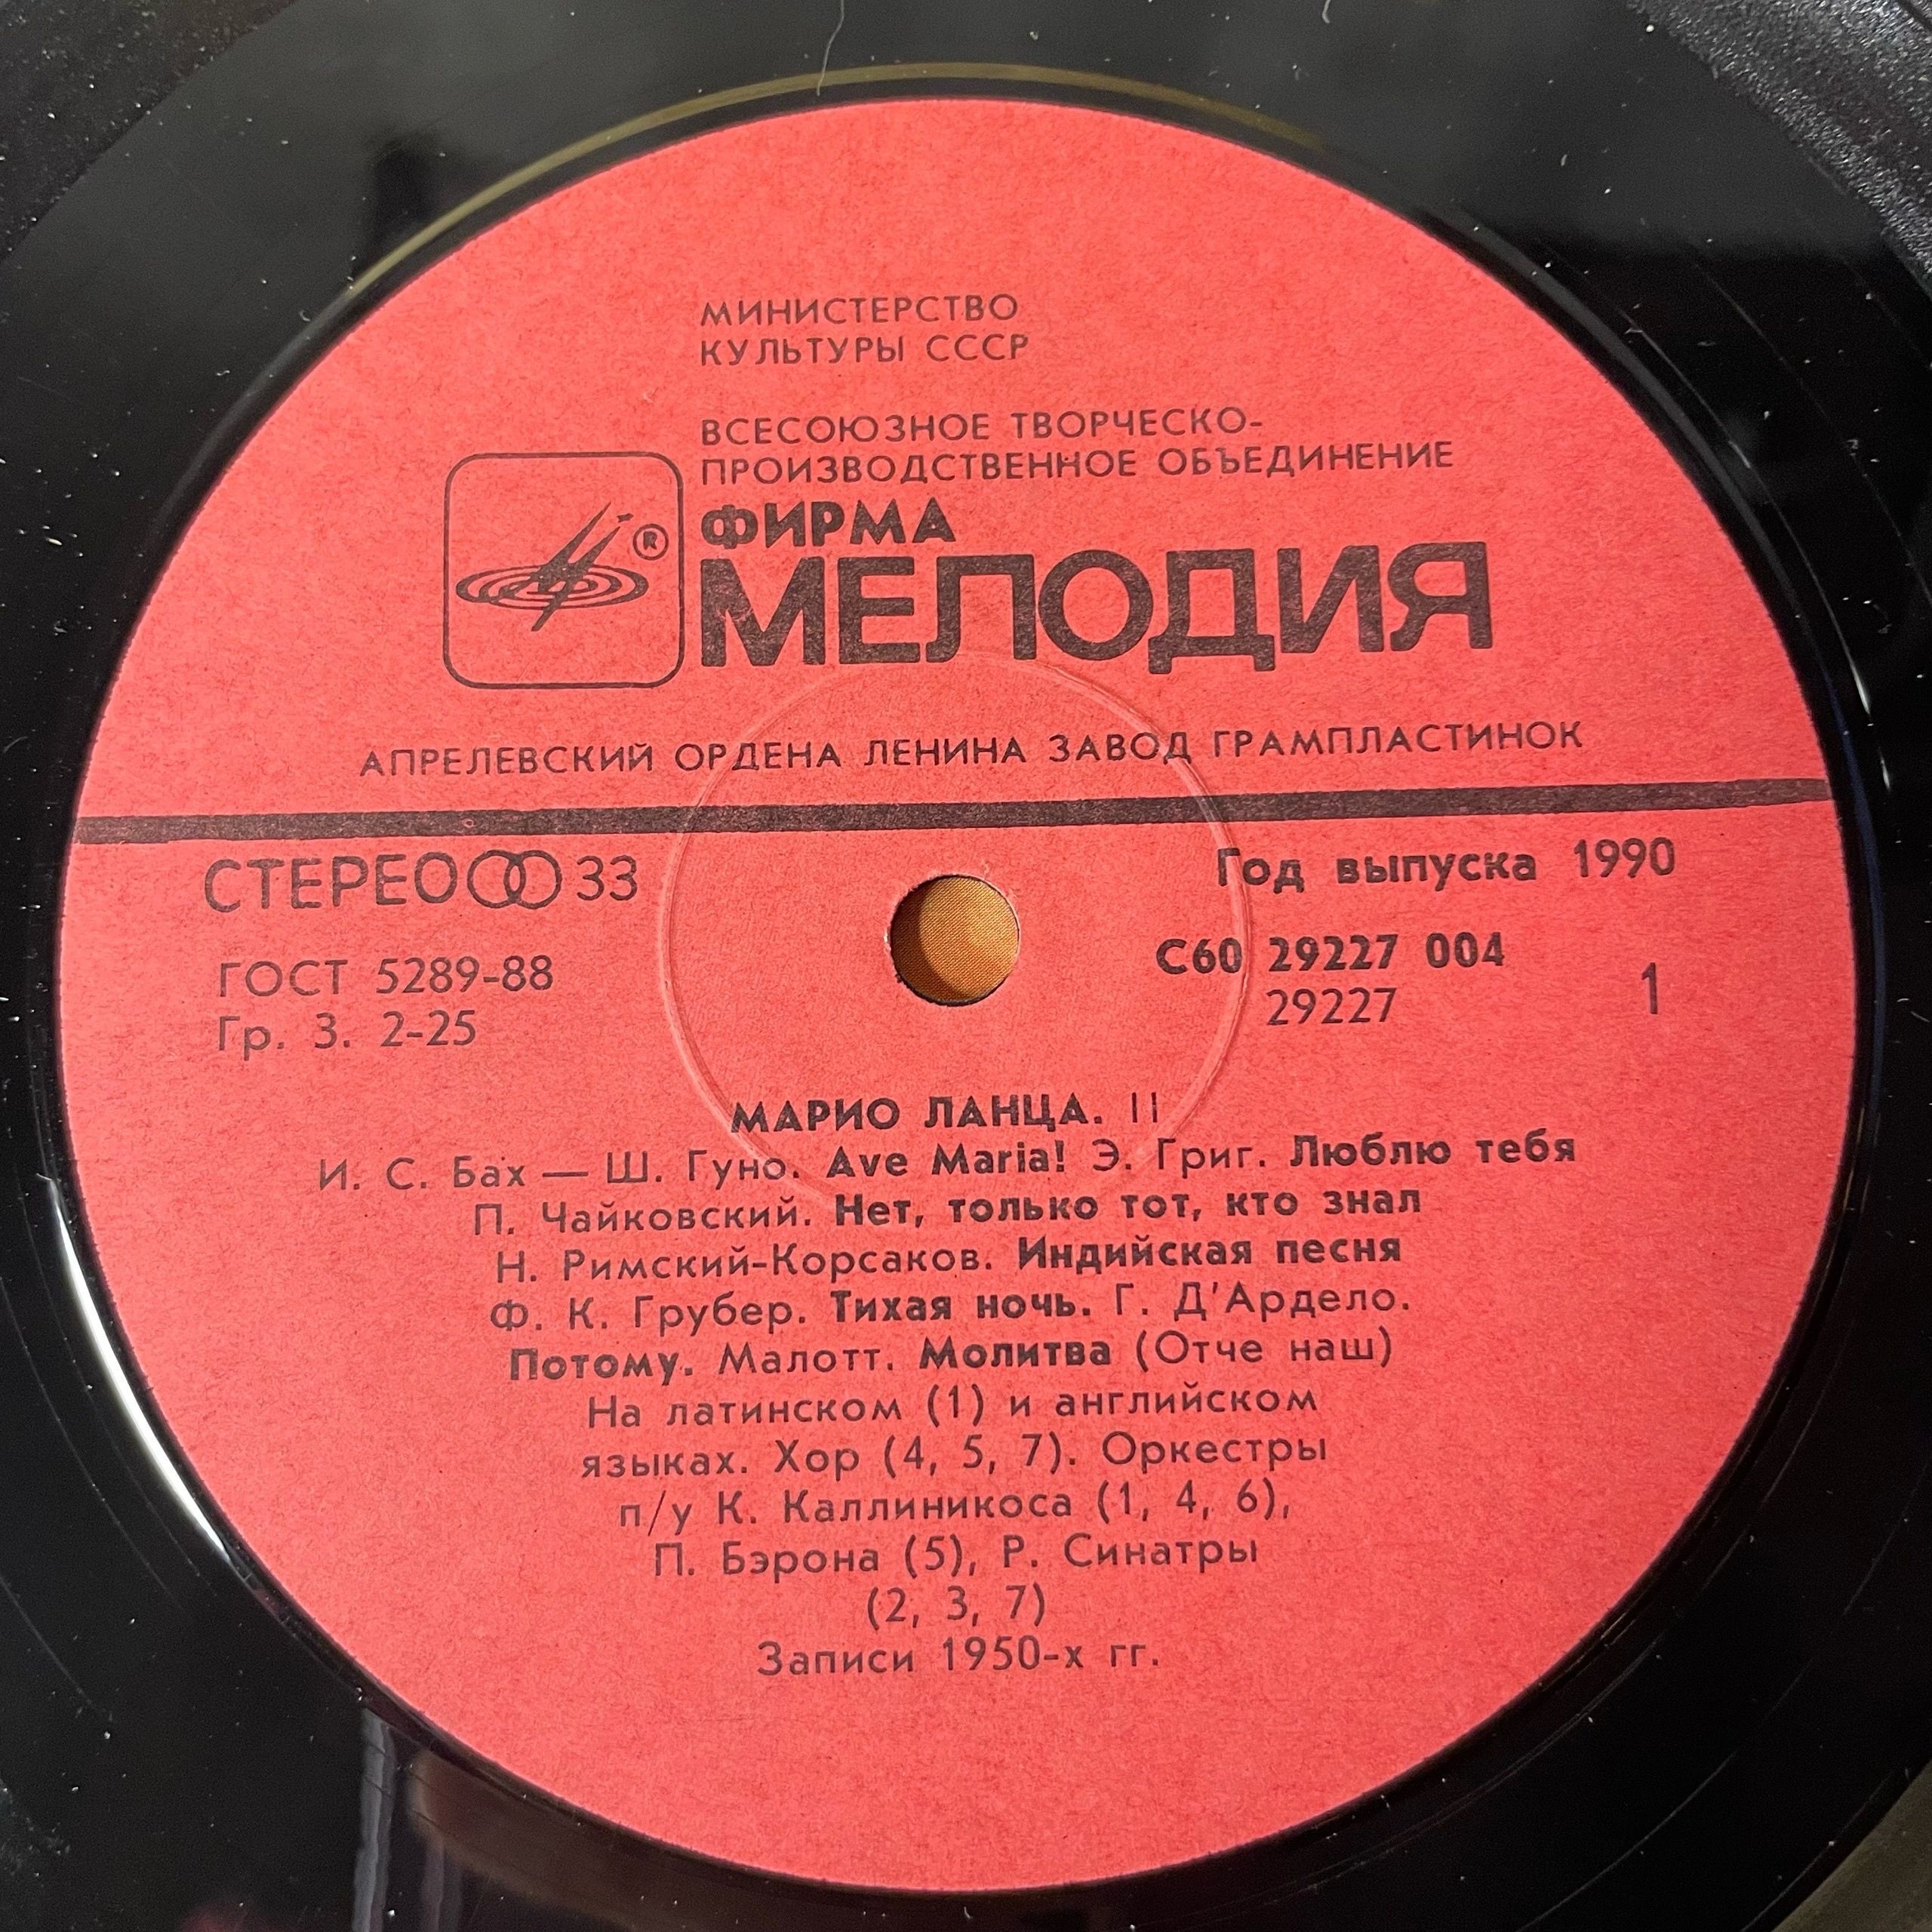 МИНИСТЕРСТВО
КУЛЬТУРЫ СССР
ВСЕСОЮЗНОЕ ТВОРЧЕСКО-
ПРОИЗВОДСТВЕННОЕ ОБЪЕДИНЕНИЕ
ФИРМА
®
МЕЛОДИЯ
АПРЕЛЕВСКИЙ ОРДЕНА ЛЕНИНА ЗАВОД ГРАМПЛАСТИНОК
СТЕРЕО 33
Год выпуска 1990
ГОСТ 5289-88
Гр. 3. 2-25
С60 29227 004
29227
1
МАРИО ЛАНЦА. II
И. С. Бах — Ш. Гуно. Ave Maria! Э. Григ. Люблю тебя
П. Чайковский. Нет, только тот, кто знал
Н. Римский-Корсаков. Индийская песня
Ф. К. Грубер. Тихая ночь. Г. Д'Ардело.
Потому. Малотт. Молитва (Отче наш)
На латинском (1) и английском
языках. Хор (4, 5, 7). Оркестры
п/у К. Каллиникоса (1, 4, 6),
П. Бэрона (5), Р. Синатры
(2, 3, 7)
Записи 1950-х гг.